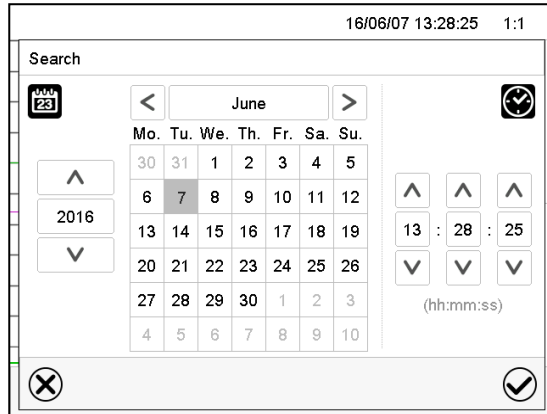 16/06/07 13:28:25 1:1
Search
23
< June >
Mo. Tu. We. Th. Fr. Sa. Su.
30 31 1 2 3 4 5
6 7 8 9 10 11 12
13 14 15 16 17 18 19
20 21 22 23 24 25 26
27 28 29 30 1 2 3
4 5 6 7 8 9 10
2016
13 : 28 : 25
(hh:mm:ss)